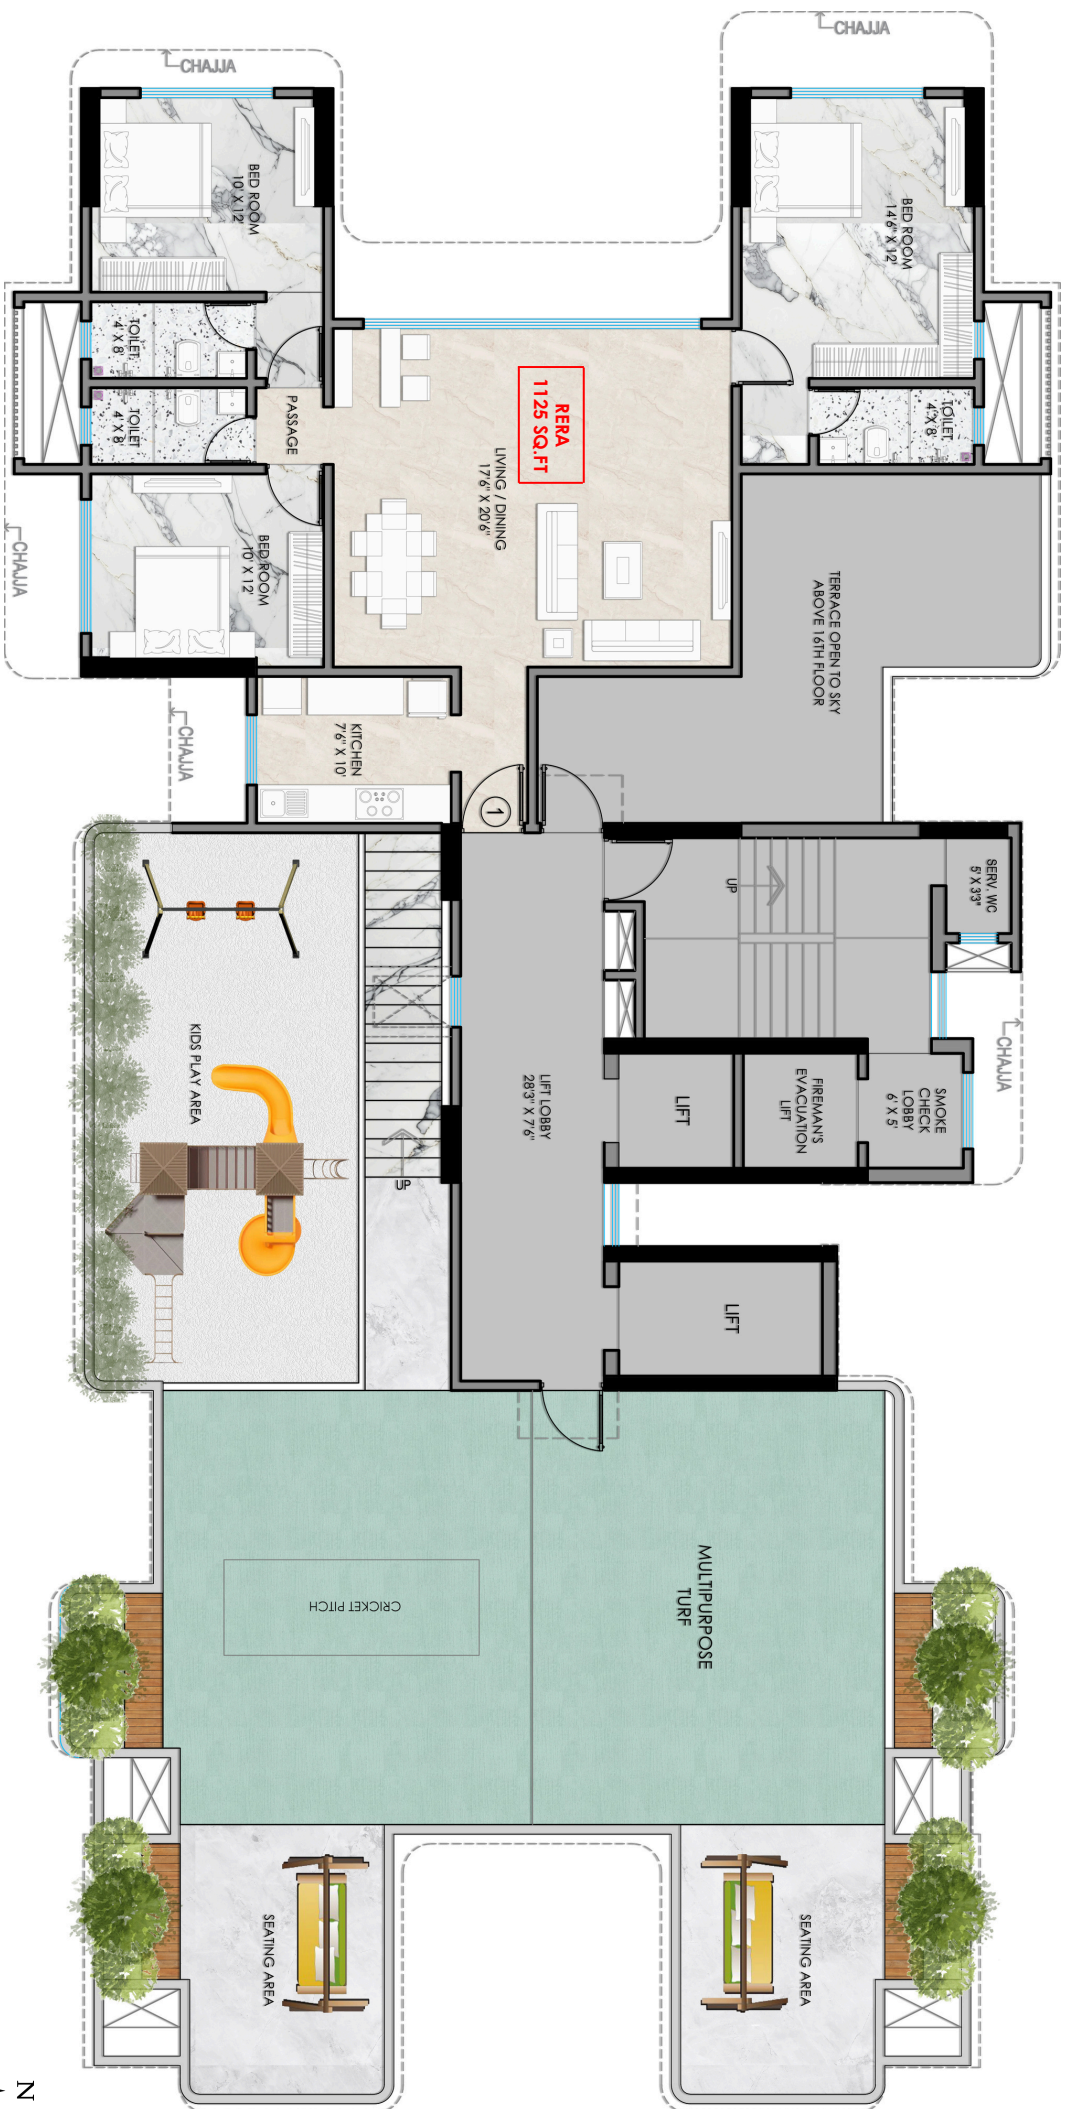 CHAJJA
CHAJJA
BED ROOM
10' X 12'
BED ROOM
14'6" X 12'
TOILET
4' X 8'
TOILET
4' X 8'
PASSAGE
TOILET
4' X 8'
RERA
1125 SQ.FT
LIVING / DINING
17'6" X 20'6"
BED ROOM
10' X 12'
CHAJJA
TERRACE OPEN TO SKY
ABOVE 16TH FLOOR
CHAJJA
KITCHEN
7'6" X 10'
1
UP
SERV. WC
5' X 3'3"
CHAJJA
KIDS PLAY AREA
LIFT LOBBY
28'3" X 7'6"
LIFT
FIREMAN'S
EVACUATION
LIFT
SMOKE
CHECK
LOBBY
6' X 5'
UP
LIFT
CRICKET PITCH
MULTIPURPOSE
TURF
SEATING AREA
SEATING AREA
N